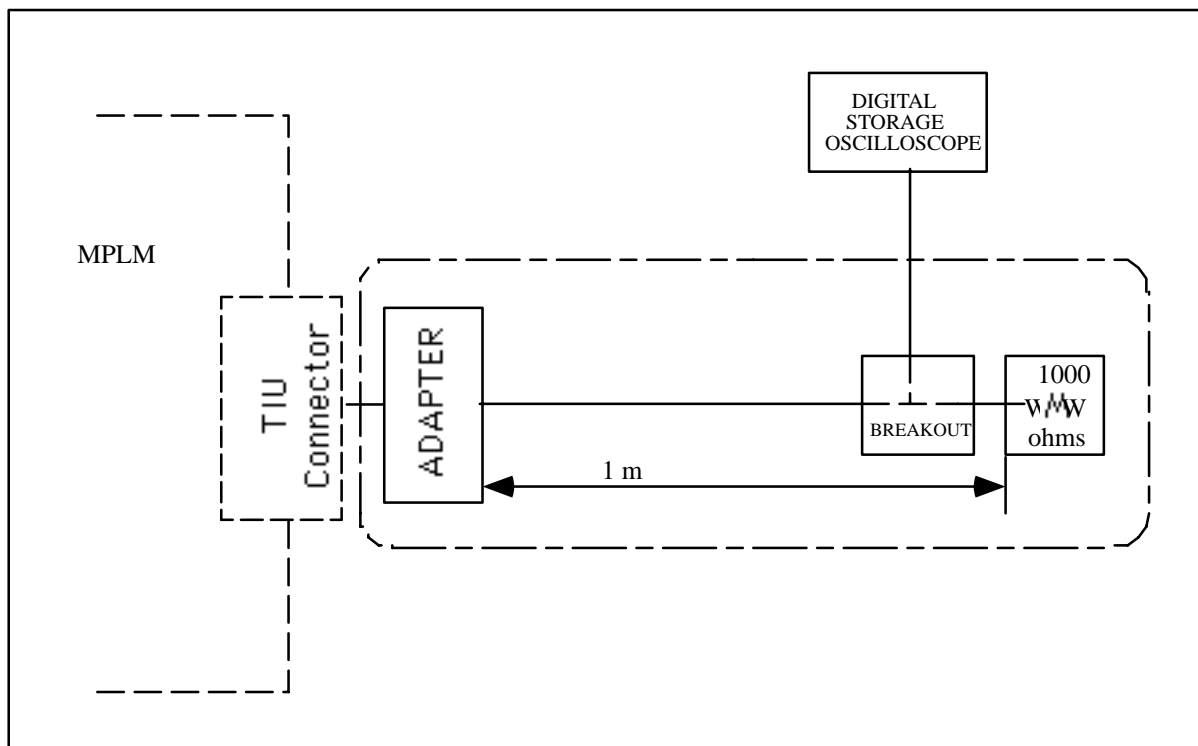 DIGITAL
STORAGE
OSCILLOSCOPE
MPLM
TIU
Connector
ADAPTER
BREAKOUT
1000
W W
ohms
1 m